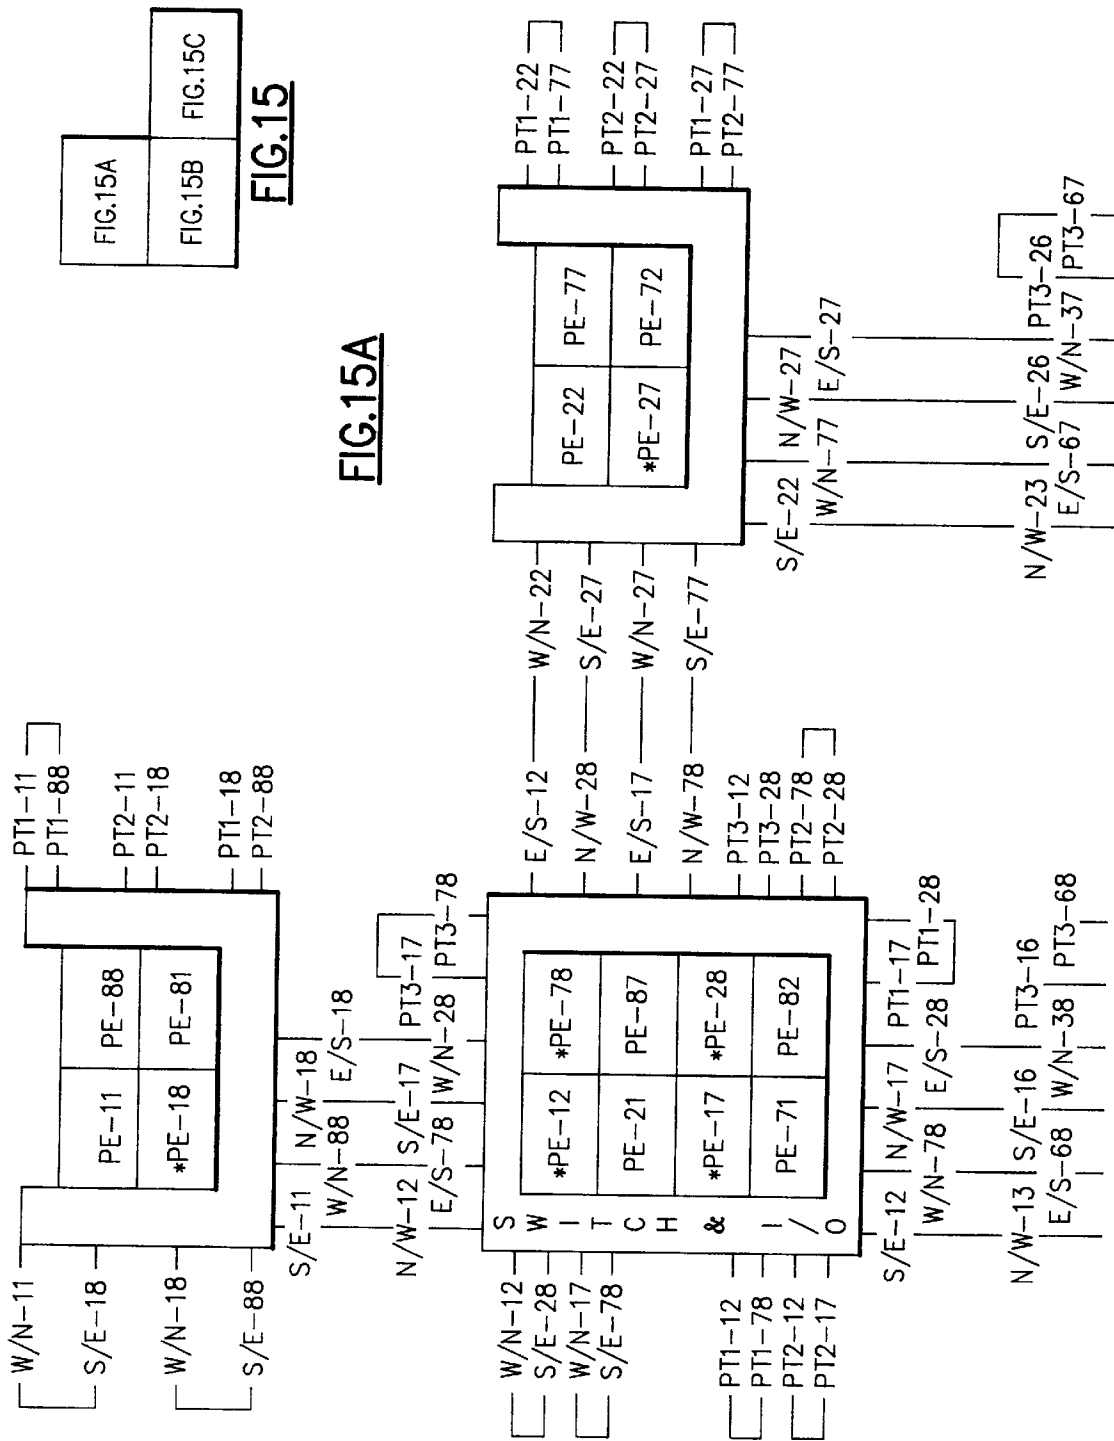 FIG.15A
FIG.15B
FIG.15C
FIG.15
FIG.15A
W/N-11
S/E-18
W/N-18
S/E-88
PE-11
PE-88
*PE-18
PE-81
PT1-11
PT1-88
PT2-11
PT2-18
PT1-18
PT2-88
S/E-11
W/N-88
N/W-18
E/S-18
N/W-12
E/S-78
S/E-17
W/N-28
PT3-17
PT3-78
W/N-12
S/E-28
W/N-17
S/E-78
PT1-12
PT1-78
PT2-12
PT2-17
SWITCH & I/O
*PE-12
*PE-78
PE-21
PE-87
*PE-17
*PE-28
PE-71
PE-82
E/S-12
W/N-22
N/W-28
S/E-27
E/S-17
W/N-27
N/W-78
S/E-77
PT3-12
PT3-28
PT2-78
PT2-28
S/E-12
W/N-78
N/W-17
E/S-28
PT1-17
PT1-28
N/W-13
E/S-68
S/E-16
W/N-38
PT3-16
PT3-68
PE-22
PE-77
*PE-27
PE-72
PT1-22
PT1-77
PT2-22
PT2-27
PT1-27
PT2-77
S/E-22
W/N-77
N/W-27
E/S-27
N/W-23
E/S-67
S/E-26
W/N-37
PT3-26
PT3-67